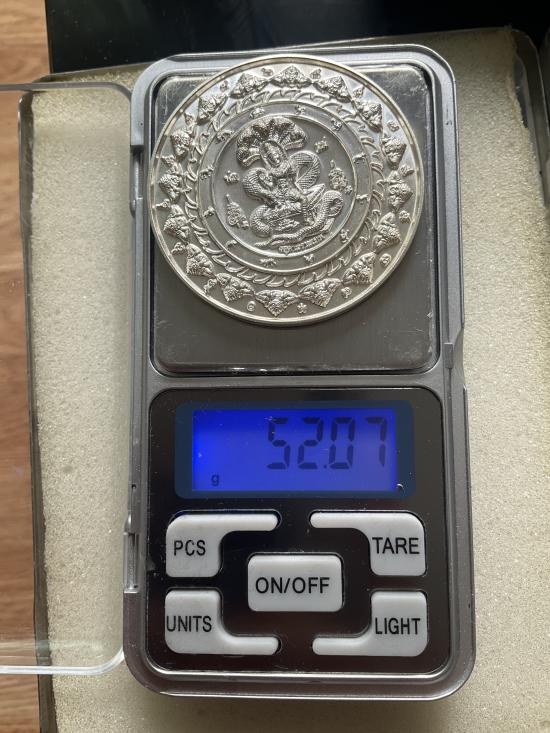 52.07
g
PCS
TARE
ON/OFF
UNITS
LIGHT